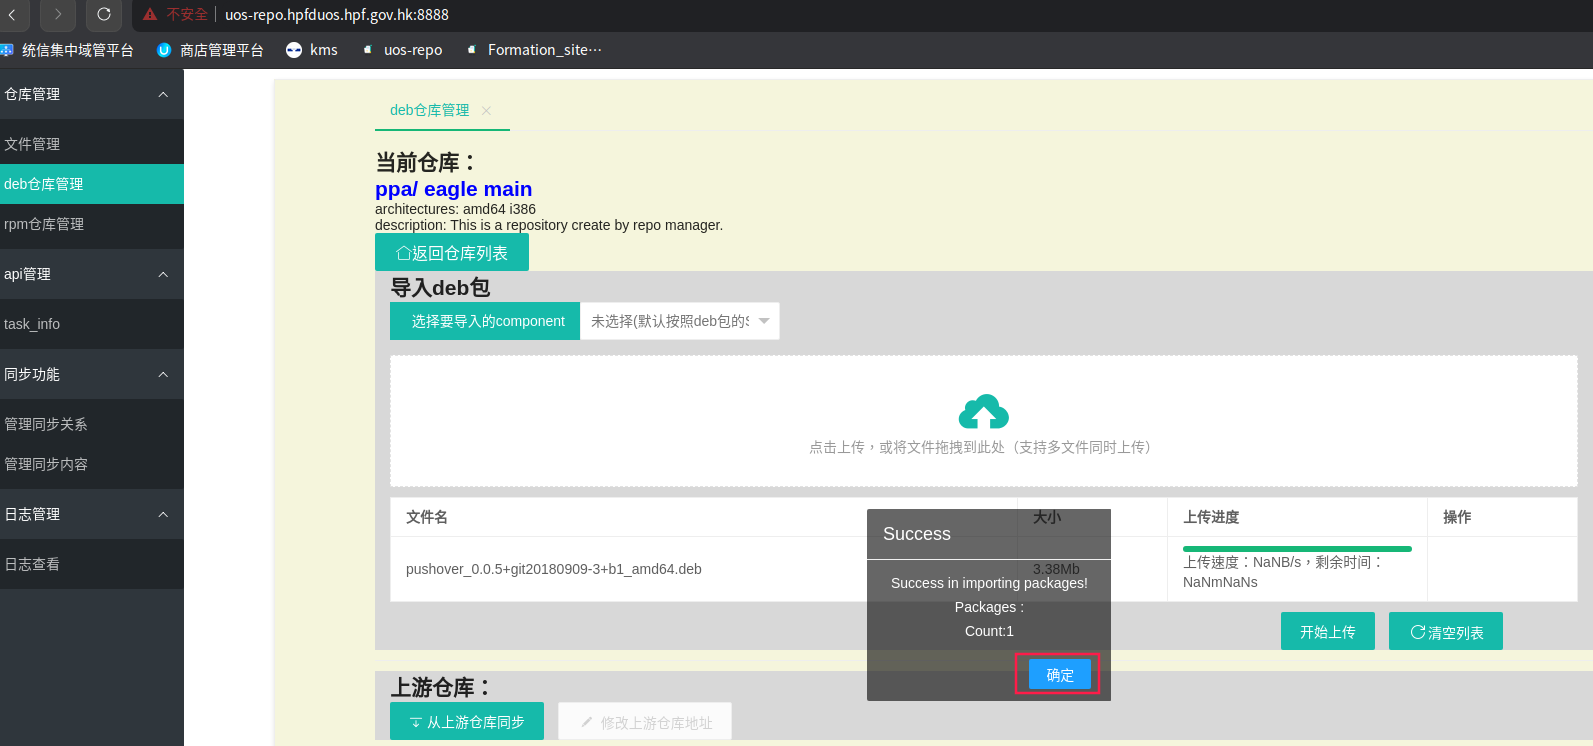 不安全 uos-repo.hpfduos.hpf.gov.hk:8888
统信集中域管平台 商店管理平台 kms uos-repo Formation_site…
仓库管理
文件管理
deb仓库管理
rpm仓库管理
api管理
task_info
同步功能
管理同步关系
管理同步内容
日志管理
日志查看
deb仓库管理
当前仓库：
ppa/ eagle main
architectures: amd64 i386
description: This is a repository create by repo manager.
返回仓库列表
导入deb包
选择要导入的component 未选择(默认按照deb包的S
点击上传，或将文件拖拽到此处（支持多文件同时上传）
文件名 大小 上传进度 操作
pushover_0.0.5+git20180909-3+b1_amd64.deb 3.38Mb 上传速度：NaNB/s，剩余时间：
NaNmNaNs
Success
Success in importing packages!
Packages :
Count:1
确定
开始上传 清空列表
上游仓库：
从上游仓库同步 修改上游仓库地址